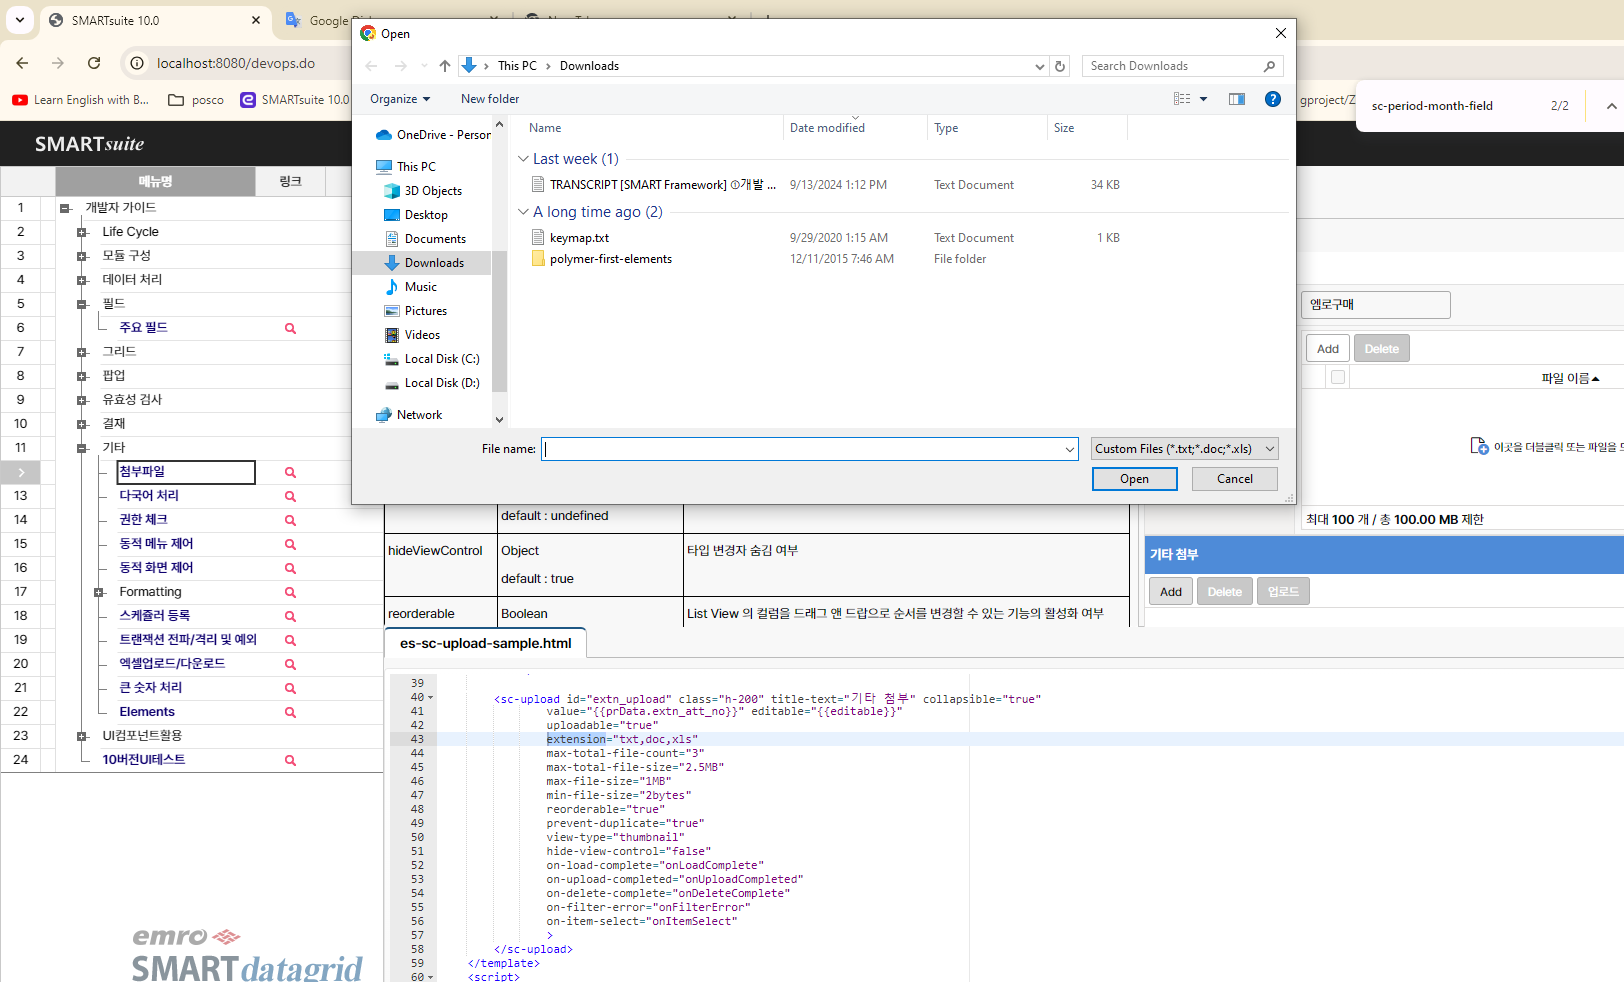 SMARTsuite 10.0
Google
localhost:8080/devops.do
Learn English with B...
posco
SMARTsuite 10.0
gproject/Z
sc-period-month-field
2/2
Open
This PC
Downloads
Search Downloads
Organize
New folder
OneDrive - Person
This PC
3D Objects
Desktop
Documents
Downloads
Music
Pictures
Videos
Local Disk (C:)
Local Disk (D:)
Network
Name
Date modified
Type
Size
Last week (1)
TRANSCRIPT [SMART Framework] ①개발 ...
9/13/2024 1:12 PM
Text Document
34 KB
A long time ago (2)
keymap.txt
9/29/2020 1:15 AM
Text Document
1 KB
polymer-first-elements
12/11/2015 7:46 AM
File folder
File name:
Custom Files (*.txt;*.doc;*.xls)
Open
Cancel
SMARTsuite
메뉴명
링크
1 개발자 가이드
2 Life Cycle
3 모듈 구성
4 데이터 처리
5 필드
6 주요 필드
7 그리드
8 팝업
9 유효성 검사
10 결재
11 기타
첨부파일
13 다국어 처리
14 권한 체크
15 동적 메뉴 제어
16 동적 화면 제어
17 Formatting
18 스케쥴러 등록
19 트랜잭션 전파/격리 및 예외
20 엑셀업로드/다운로드
21 큰 숫자 처리
22 Elements
23 UI컴포넌트활용
24 10버전UI테스트
emro
SMART datagrid
엠로구매
Add
Delete
파일 이름
이곳을 더블클릭 또는 파일을
최대 100 개 / 총 100.00 MB 제한
기타 첨부
Add
Delete
업로드
default : undefined
hideViewControl
Object
default : true
타입 변경자 숨김 여부
reorderable
Boolean
List View 의 컬럼을 드래그 앤 드랍으로 순서를 변경할 수 있는 기능의 활성화 여부
es-sc-upload-sample.html
39
40 <sc-upload id="extn_upload" class="h-200" title-text="기타 첨부" collapsible="true"
41 value="{{prData.extn_att_no}}" editable="{{editable}}"
42 uploadable="true"
43 extension="txt,doc,xls"
44 max-total-file-count="3"
45 max-total-file-size="2.5MB"
46 max-file-size="1MB"
47 min-file-size="2bytes"
48 reorderable="true"
49 prevent-duplicate="true"
50 view-type="thumbnail"
51 hide-view-control="false"
52 on-load-complete="onLoadComplete"
53 on-upload-completed="onUploadCompleted"
54 on-delete-complete="onDeleteComplete"
55 on-filter-error="onFilterError"
56 on-item-select="onItemSelect"
57 >
58 </sc-upload>
59 </template>
60 <script>